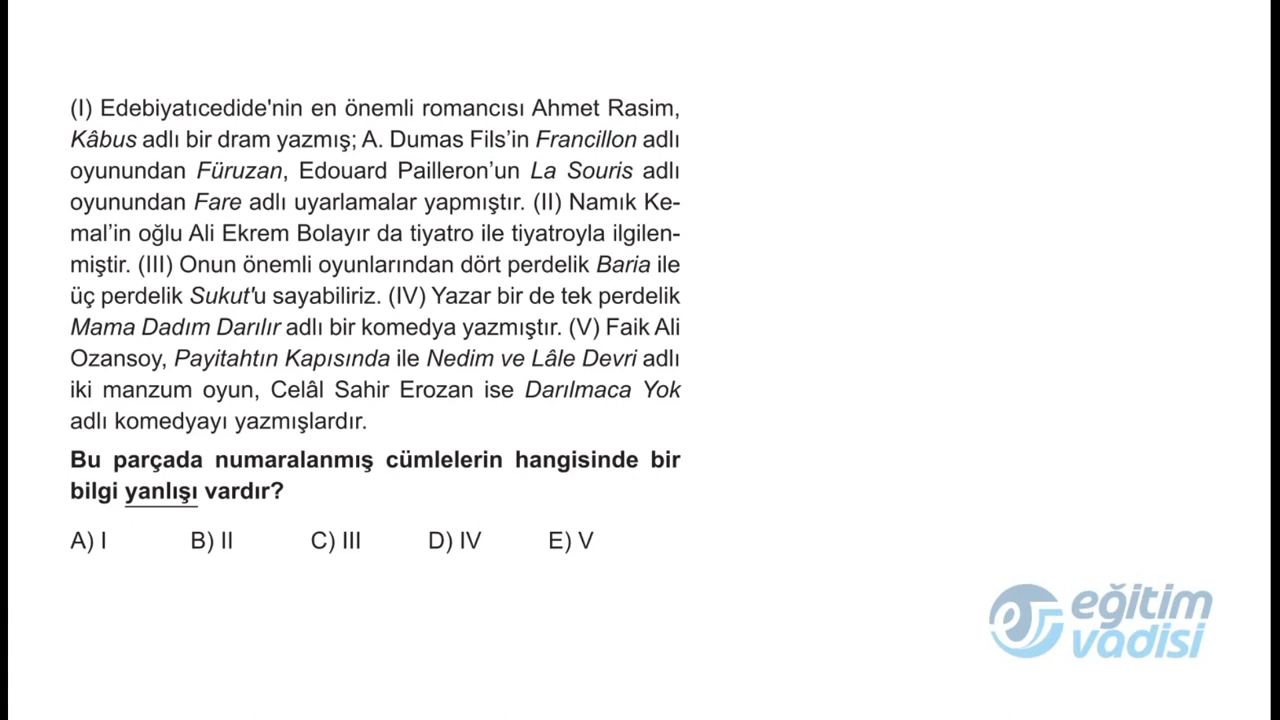 (I) Edebiyatıcedide'nin en önemli romancısı Ahmet Rasim,
Kâbus adlı bir dram yazmış; A. Dumas Fils’in Francillon adlı
oyunundan Füruzan, Edouard Pailleron’un La Souris adlı
oyunundan Fare adlı uyarlamalar yapmıştır. (II) Namık Ke-
mal’in oğlu Ali Ekrem Bolayır da tiyatro ile tiyatroyla ilgilen-
miştir. (III) Onun önemli oyunlarından dört perdelik Baria ile
üç perdelik Sukut'u sayabiliriz. (IV) Yazar bir de tek perdelik
Mama Dadım Darılır adlı bir komedya yazmıştır. (V) Faik Ali
Ozansoy, Payitahtın Kapısında ile Nedim ve Lâle Devri adlı
iki manzum oyun, Celâl Sahir Erozan ise Darılmaca Yok
adlı komedyayı yazmışlardır.
Bu parçada numaralanmış cümlelerin hangisinde bir
bilgi yanlışı vardır?
A) I B) II C) III D) IV E) V
eğitim
vadisi